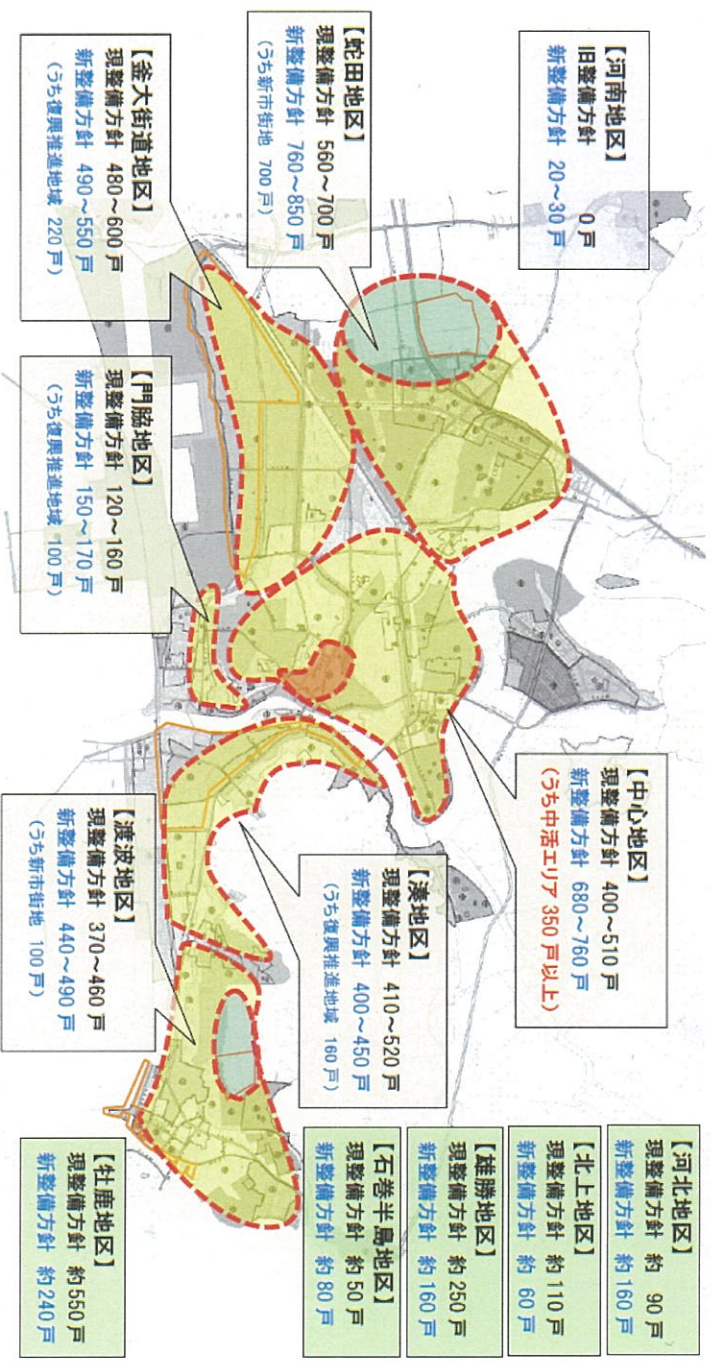 【河南地区】
旧整備方針 0戸
新整備方針 20～30戸
【蛇田地区】
現整備方針 560～700戸
新整備方針 760～850戸
（うち新市街地 700戸）
【釜大街道地区】
現整備方針 480～600戸
新整備方針 490～550戸
（うち復興推進地域 220戸）
【門脇地区】
現整備方針 120～160戸
新整備方針 150～170戸
（うち復興推進地域 100戸）
【中心地区】
現整備方針 400～510戸
新整備方針 680～760戸
（うち中活エリア 350戸以上）
【湊地区】
現整備方針 410～520戸
新整備方針 400～450戸
（うち復興推進地域 160戸）
【渡波地区】
現整備方針 370～460戸
新整備方針 440～490戸
（うち新市街地 100戸）
【河北地区】
現整備方針 約 90戸
新整備方針 約160戸
【北上地区】
現整備方針 約110戸
新整備方針 約 60戸
【雄勝地区】
現整備方針 約250戸
新整備方針 約160戸
【石巻半島地区】
現整備方針 約50戸
新整備方針 約80戸
【牡鹿地区】
現整備方針 約550戸
新整備方針 約240戸